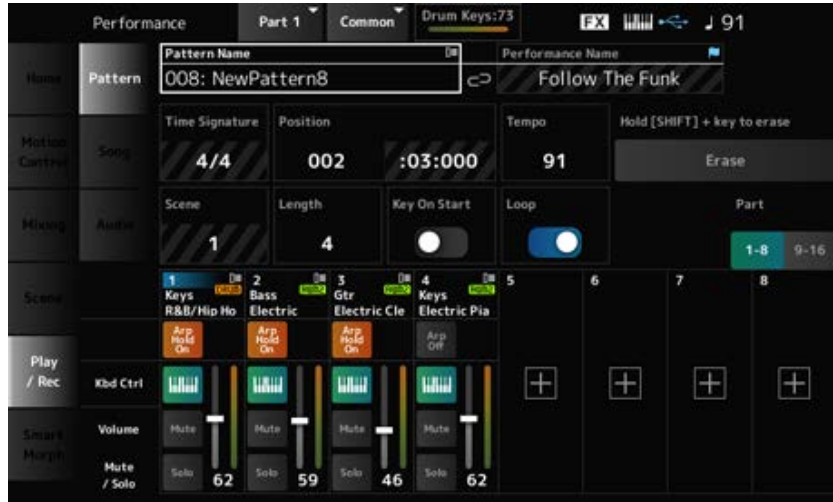 Performance Part 1 Common Drum Keys:73 FX ♩ 91
Home
Pattern
Pattern Name
008: NewPattern8
Performance Name
Follow The Funk
Motion
Control
Song
Time Signature
4/4
Position
002 :03:000
Tempo
91
Hold [SHIFT] + key to erase
Erase
Mixing
Audio
Scene
1
Length
4
Key On Start
Loop
Part
1-8 9-16
Scene
1
Keys
R&B/Hip Ho
2
Bass
Electric
3
Gtr
Electric Cle
4
Keys
Electric Pia
5
6
7
8
Arp
Hold
On
Arp
Hold
On
Arp
Hold
On
Arp
Off
Play
/ Rec
Kbd Ctrl
Smart
Morph
Volume
Mute
Mute
Mute
Mute
Mute
/ Solo
Solo
62
Solo
59
Solo
46
Solo
62